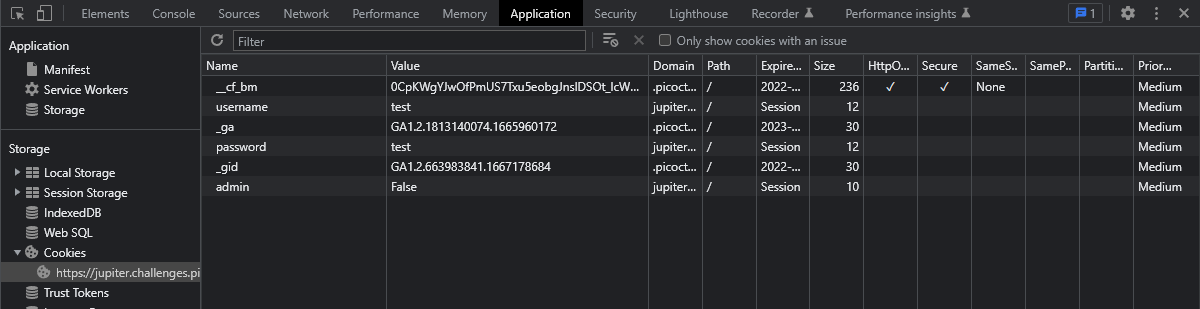 Elements Console Sources Network Performance Memory Application Security Lighthouse Recorder Performance insights 1
Application
Manifest
Service Workers
Storage
Storage
Local Storage
Session Storage
IndexedDB
Web SQL
Cookies
https://jupiter.challenges.pi
Trust Tokens
Filter Only show cookies with an issue
Name Value Domain Path Expire... Size HttpO... Secure SameS.. SameP.. Partiti... Prior...
__cf_bm 0CpKWgYJwOfPmUS7Txu5eobgJnsIDSOt_IcW... .picoct... / 2022-... 236 ✓ ✓ None Medium
username test jupiter... / Session 12 Medium
_ga GA1.2.1813140074.1665960172 .picoct... / 2023-... 30 Medium
password test jupiter... / Session 12 Medium
_gid GA1.2.663983841.1667178684 .picoct... / 2022-... 30 Medium
admin False jupiter... / Session 10 Medium